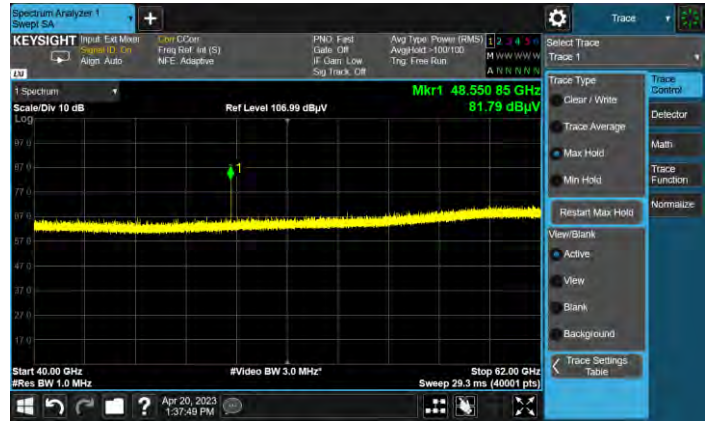 Spectrum Analyzer 1
Swept SA
+
Trace
KEYSIGHT
Input: Ext Mixer
Signal ID: On
Align: Auto
Corr CCorr
Freq Ref: Int (S)
NFE: Adaptive
PNO: Fast
Gate: Off
IF Gain: Low
Sig Track: Off
Avg Type: Power (RMS)
Avg|Hold:>100/100
Trig: Free Run
1 2 3 4 5 6
M W W W W W
A N N N N N
LXI
Select Trace
Trace 1
1 Spectrum
Scale/Div 10 dB
Log
Ref Level 106.99 dBµV
Mkr1 48.550 85 GHz
81.79 dBµV
97.0
87.0
77.0
67.0
57.0
47.0
37.0
27.0
17.0
1
Start 40.00 GHz
#Res BW 1.0 MHz
#Video BW 3.0 MHz*
Stop 62.00 GHz
Sweep 29.3 ms (40001 pts)
Trace Type
Clear / Write
Trace Average
Max Hold
Min Hold
Restart Max Hold
View/Blank
Active
View
Blank
Background
Trace Settings
Table
Trace
Control
Detector
Math
Trace
Function
Normalize
?
Apr 20, 2023
1:37:49 PM